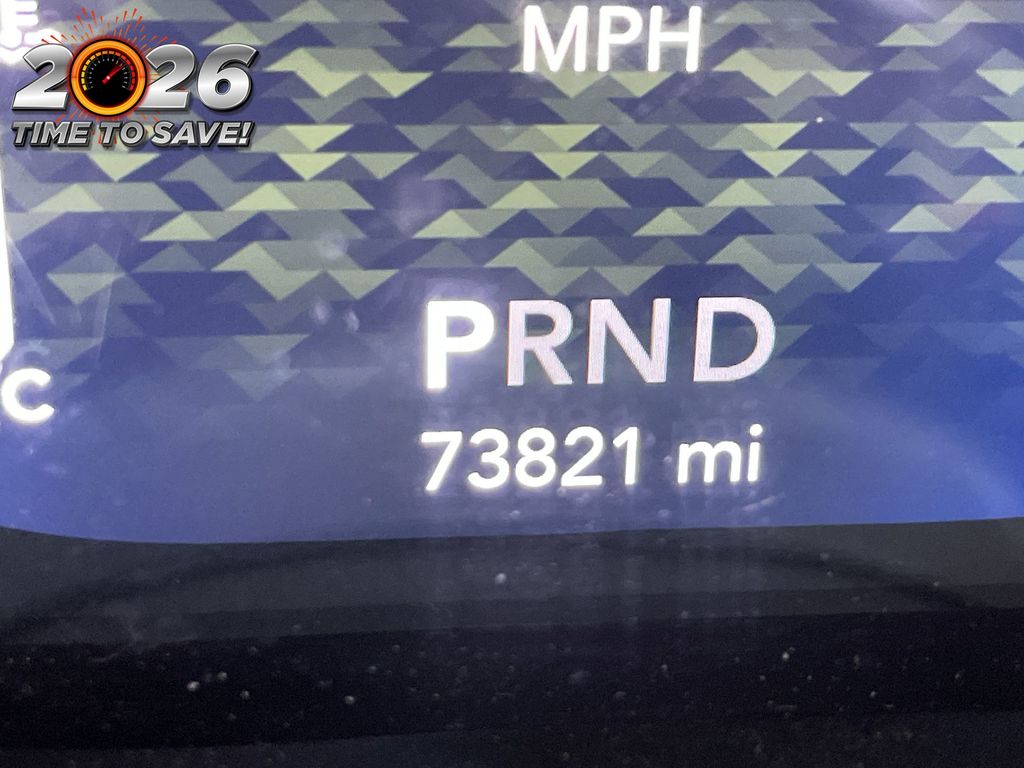 MPH
E
2026
TIME TO SAVE!
PRND
C
73821 mi